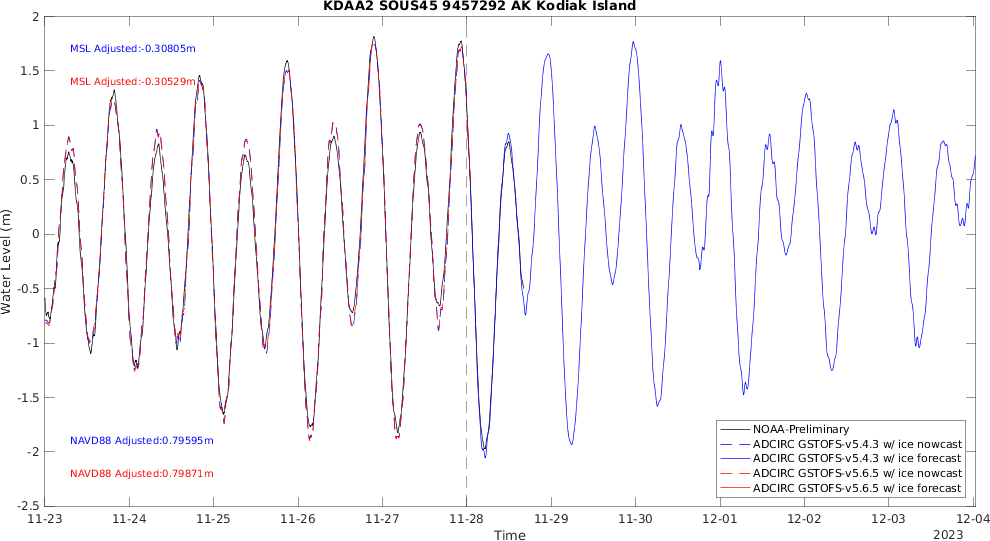 KDAA2 SOUS45 9457292 AK Kodiak Island
2
1.5
1
0.5
0
-0.5
-1
-1.5
-2
-2.5
Water Level (m)
MSL Adjusted:-0.30805m
MSL Adjusted:-0.30529m
NAVD88 Adjusted:0.79595m
NAVD88 Adjusted:0.79871m
NOAA-Preliminary
ADCIRC GSTOFS-v5.4.3 w/ ice nowcast
ADCIRC GSTOFS-v5.4.3 w/ ice forecast
ADCIRC GSTOFS-v5.6.5 w/ ice nowcast
ADCIRC GSTOFS-v5.6.5 w/ ice forecast
11-23 11-24 11-25 11-26 11-27 11-28 11-29 11-30 12-01 12-02 12-03 12-04
Time
2023